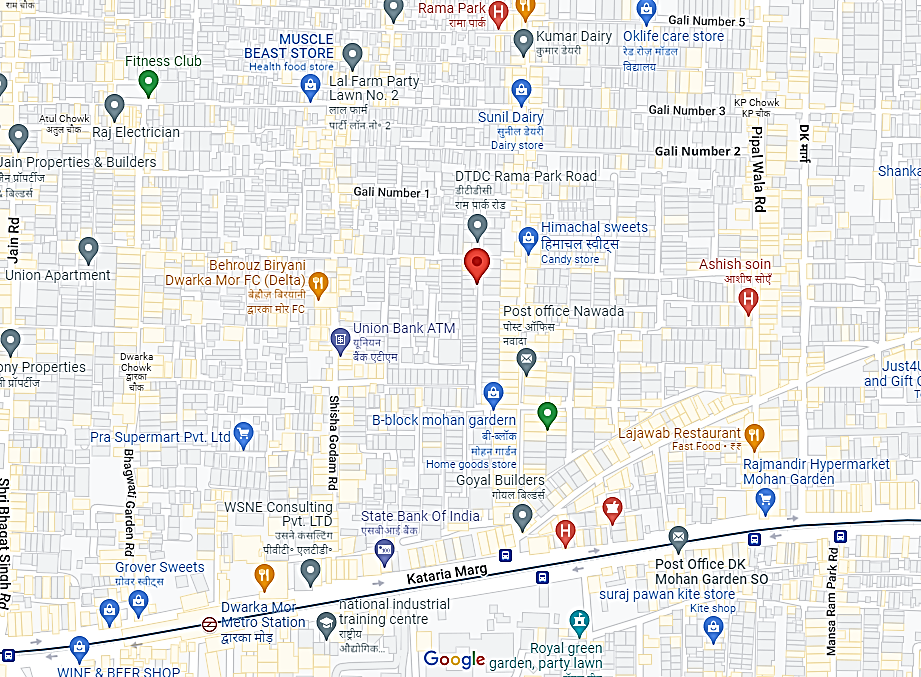 राम चौक
Rama Park
रामा पार्क
Gali Number 5
MUSCLE
BEAST STORE
Health food store
Kumar Dairy
कुमार डेयरी
Oklife care store
रेड रोज़ मॉडल
विद्यालय
Fitness Club
Lal Farm Party
Lawn No. 2
लाल फार्म
पार्टी लॉन नो॰ 2
Atul Chowk
अतुल चौक
Raj Electrician
Sunil Dairy
सुनील डेयरी
Dairy store
Gali Number 3
KP Chowk
KP चौक
Gali Number 2
Pipal Wala Rd
DK मार्ग
Jain Properties & Builders
जैन प्रॉपर्टीज
& बिल्डर्स
Gali Number 1
DTDC Rama Park Road
डीटीडीसी
राम पार्क रोड
Shanka
Jain Rd
Himachal sweets
हिमाचल स्वीट्स
Candy store
Union Apartment
Behrouz Biryani
Dwarka Mor FC (Delta)
बेहरौज़ बिरयानी
द्वारका मोर FC
Ashish soin
आशीष सोएँ
Post office Nawada
पोस्ट ऑफिस
नवादा
Union Bank ATM
यूनियन
बैंक एटीएम
ony Properties
नी प्रॉपर्टीज
Dwarka
Chowk
द्वारका
चौक
Just4U
and Gift C
Shisha Godam Rd
B-block mohan gardern
बी-ब्लॉक
मोहन गार्डन
Home goods store
Pra Supermart Pvt. Ltd
Lajawab Restaurant
Fast Food • ₹₹
Bhagwati Garden Rd
Rajmandir Hypermarket
Mohan Garden
Goyal Builders
गोयल बिल्डर्स
Shri Bhagat Singh Rd
WSNE Consulting
Pvt. LTD
उसने कंसल्टिंग
पीवीटी॰ एलटीडी॰
State Bank Of India
एसबीआई बैंक
Grover Sweets
ग्रोवर स्वीट्स
Kataria Marg
Post Office DK
Mohan Garden SO
Mansa Ram Park Rd
suraj pawan kite store
Kite shop
Dwarka Mor
Metro Station
द्वारका मोड़
national industrial
training centre
राष्ट्रीय
औद्योगिक...
Royal green
garden, party lawn
Google
WINE & BEER SHOP